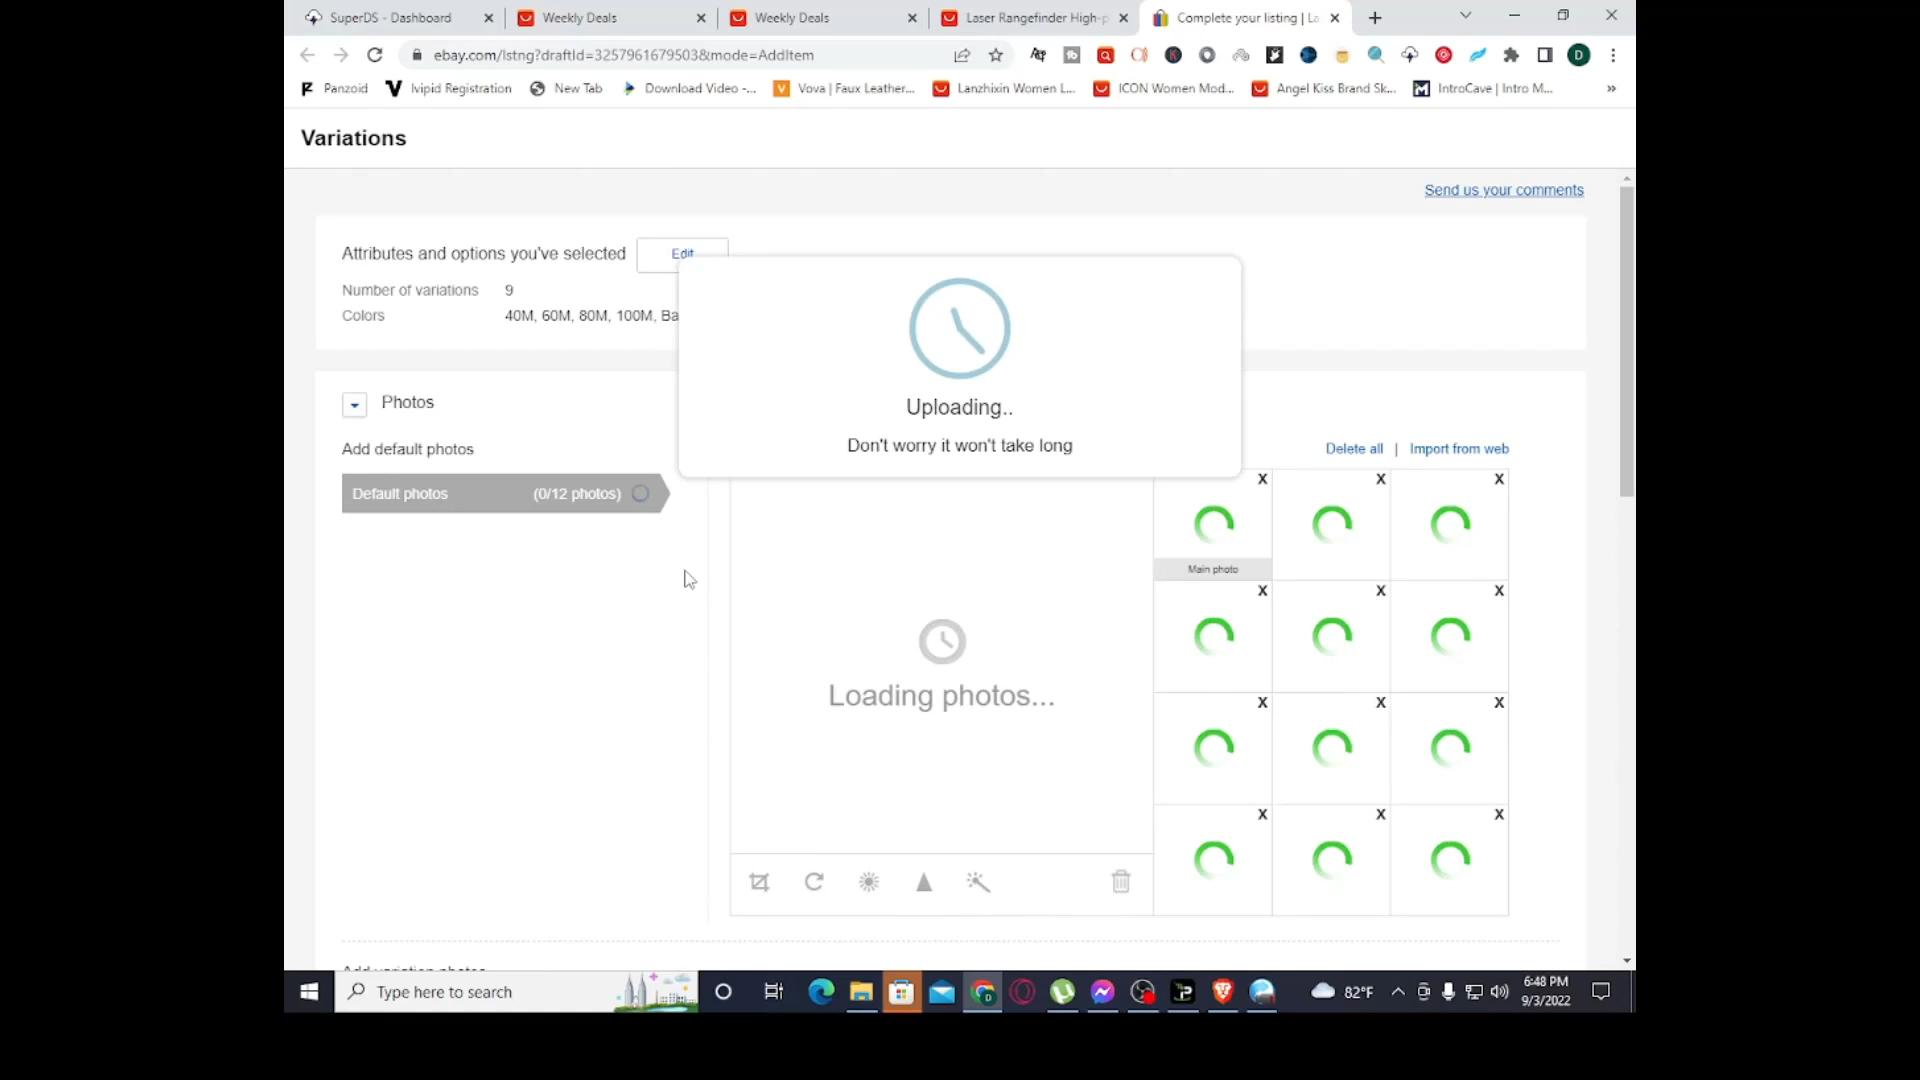 SuperDS - Dashboard
Weekly Deals
Weekly Deals
Laser Rangefinder High-p
Complete your listing | La
ebay.com/lstng?draftId=3257961679503&mode=AddItem
Panzoid
Ivipid Registration
New Tab
Download Video -...
Vova | Faux Leather...
Lanzhixin Women L...
ICON Women Mod...
Angel Kiss Brand Sk...
IntroCave | Intro M...
Variations
Send us your comments
Attributes and options you've selected
Edit
Number of variations 9
Colors 40M, 60M, 80M, 100M, Ba
Uploading..
Don't worry it won't take long
Photos
Add default photos
Delete all | Import from web
Default photos (0/12 photos)
X X X
Main photo
X X X
Loading photos...
X X X
X X X
Add variation photos
Type here to search
82°F
6:48 PM
9/3/2022